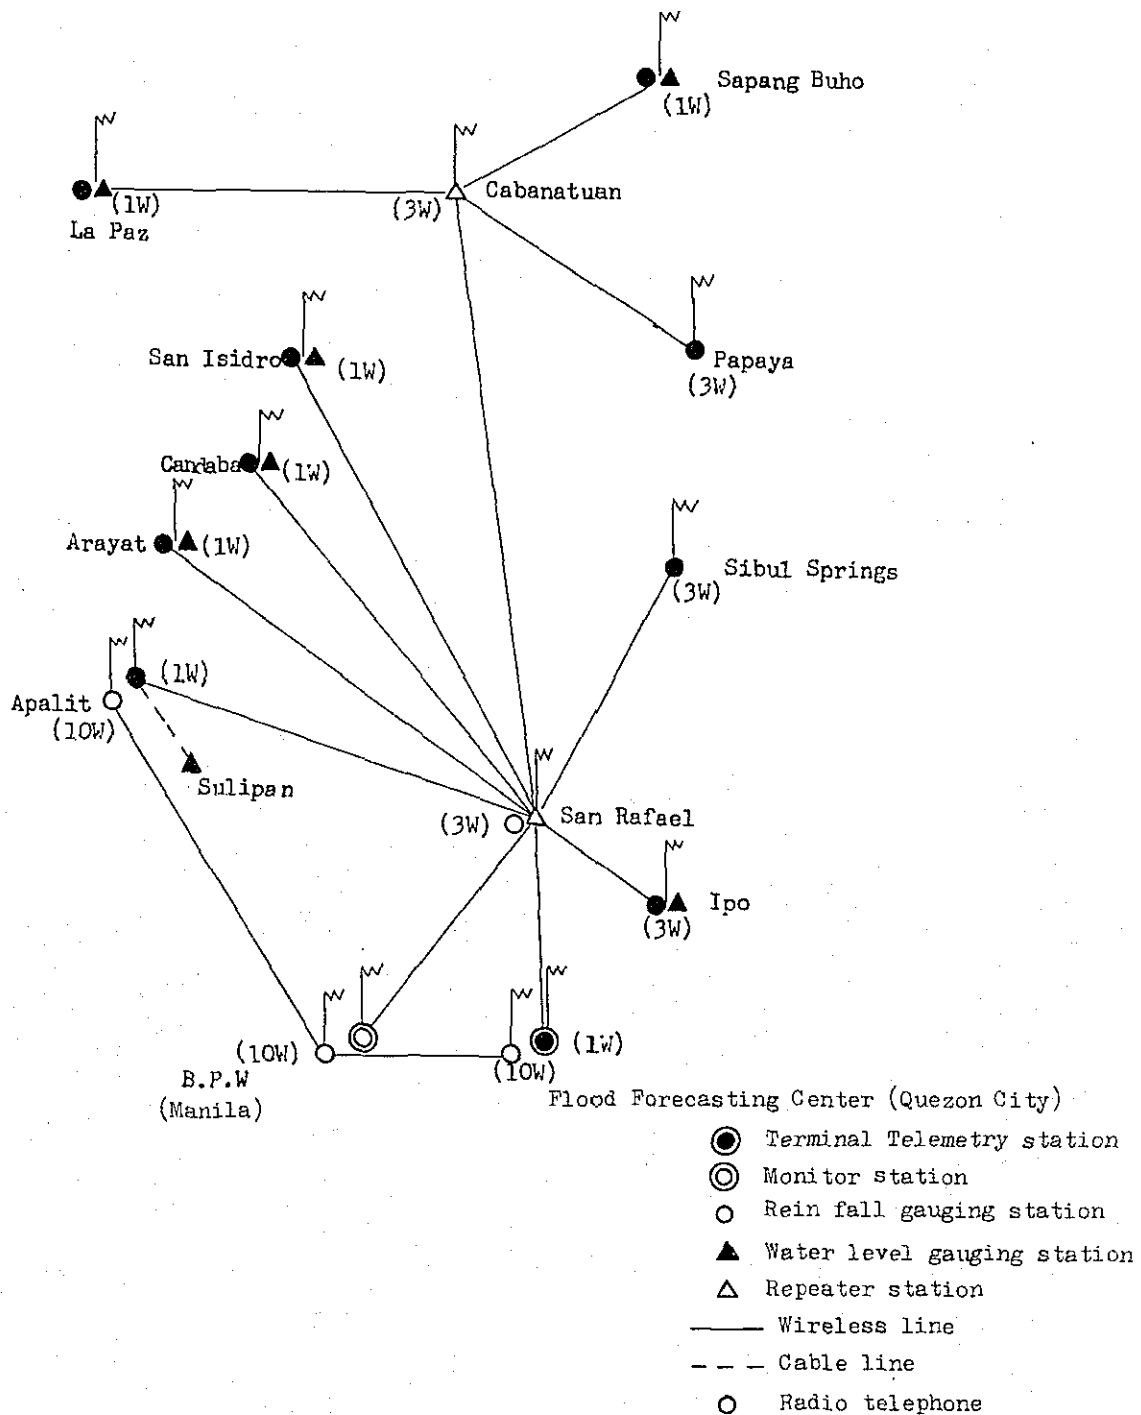 Sapang Buho
(1W)
Cabanatuan
(1W)
(3W)
La Paz
San Isidro
(1W)
Papaya
(3W)
Candaba
(1W)
Arayat
(1W)
Sibul Springs
(3W)
(1W)
Apalit
(10W)
Sulipan
San Rafael
(3W)
Ipo
(3W)
(10W)
(1W)
(10W)
B.P.W
(Manila)
Flood Forecasting Center (Quezon City)
Terminal Telemetry station
Monitor station
Rein fall gauging station
Water level gauging station
Repeater station
Wireless line
Cable line
Radio telephone